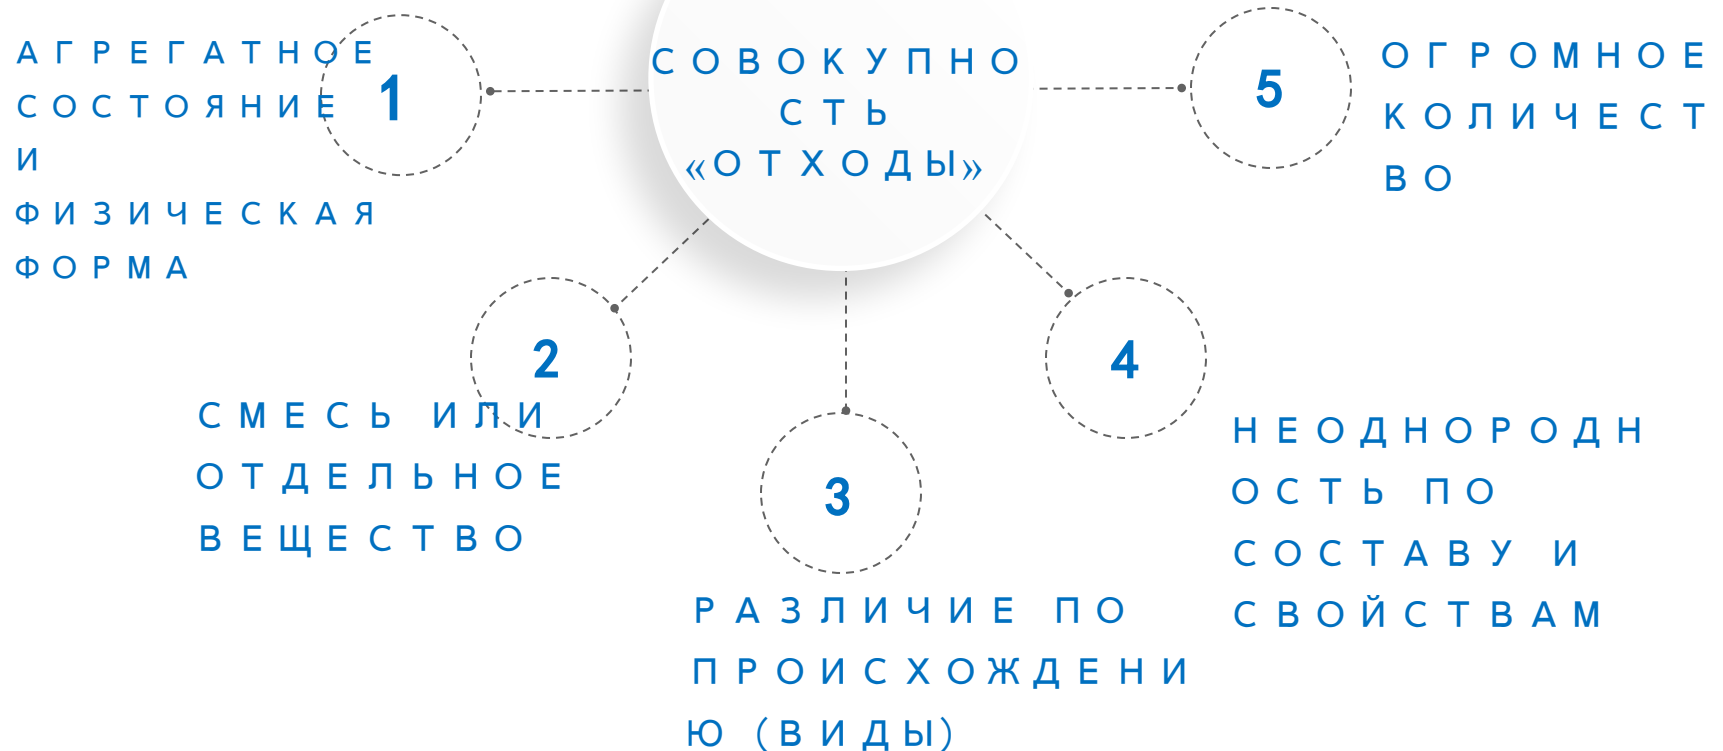 СОВОКУПНО
СТЬ
«ОТХОДЫ»
1
АГРЕГАТНОЕ
СОСТОЯНИЕ
И
ФИЗИЧЕСКАЯ
ФОРМА
2
СМЕСЬ ИЛИ
ОТДЕЛЬНОЕ
ВЕЩЕСТВО
3
РАЗЛИЧИЕ ПО
ПРОИСХОЖДЕНИ
Ю (ВИДЫ)
4
НЕОДНОРОДН
ОСТЬ ПО
СОСТАВУ И
СВОЙСТВАМ
5
ОГРОМНОЕ
КОЛИЧЕСТ
ВО